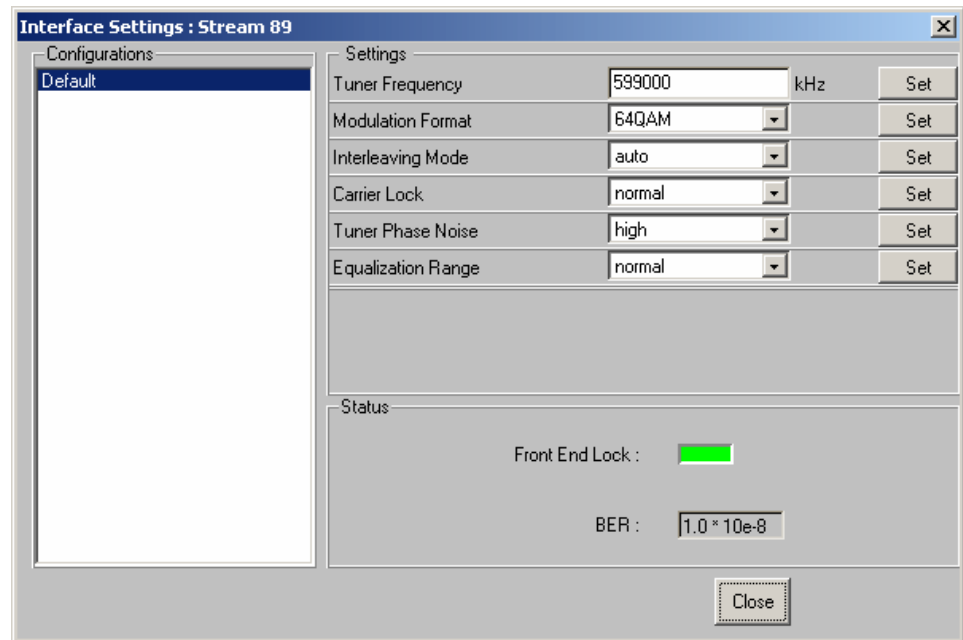 Interface Settings : Stream 89
Configurations
Default
Settings
Tuner Frequency 599000 kHz Set
Modulation Format 64QAM Set
Interleaving Mode auto Set
Carrier Lock normal Set
Tuner Phase Noise high Set
Equalization Range normal Set
Status
Front End Lock :
BER : 1.0 * 10e-8
Close